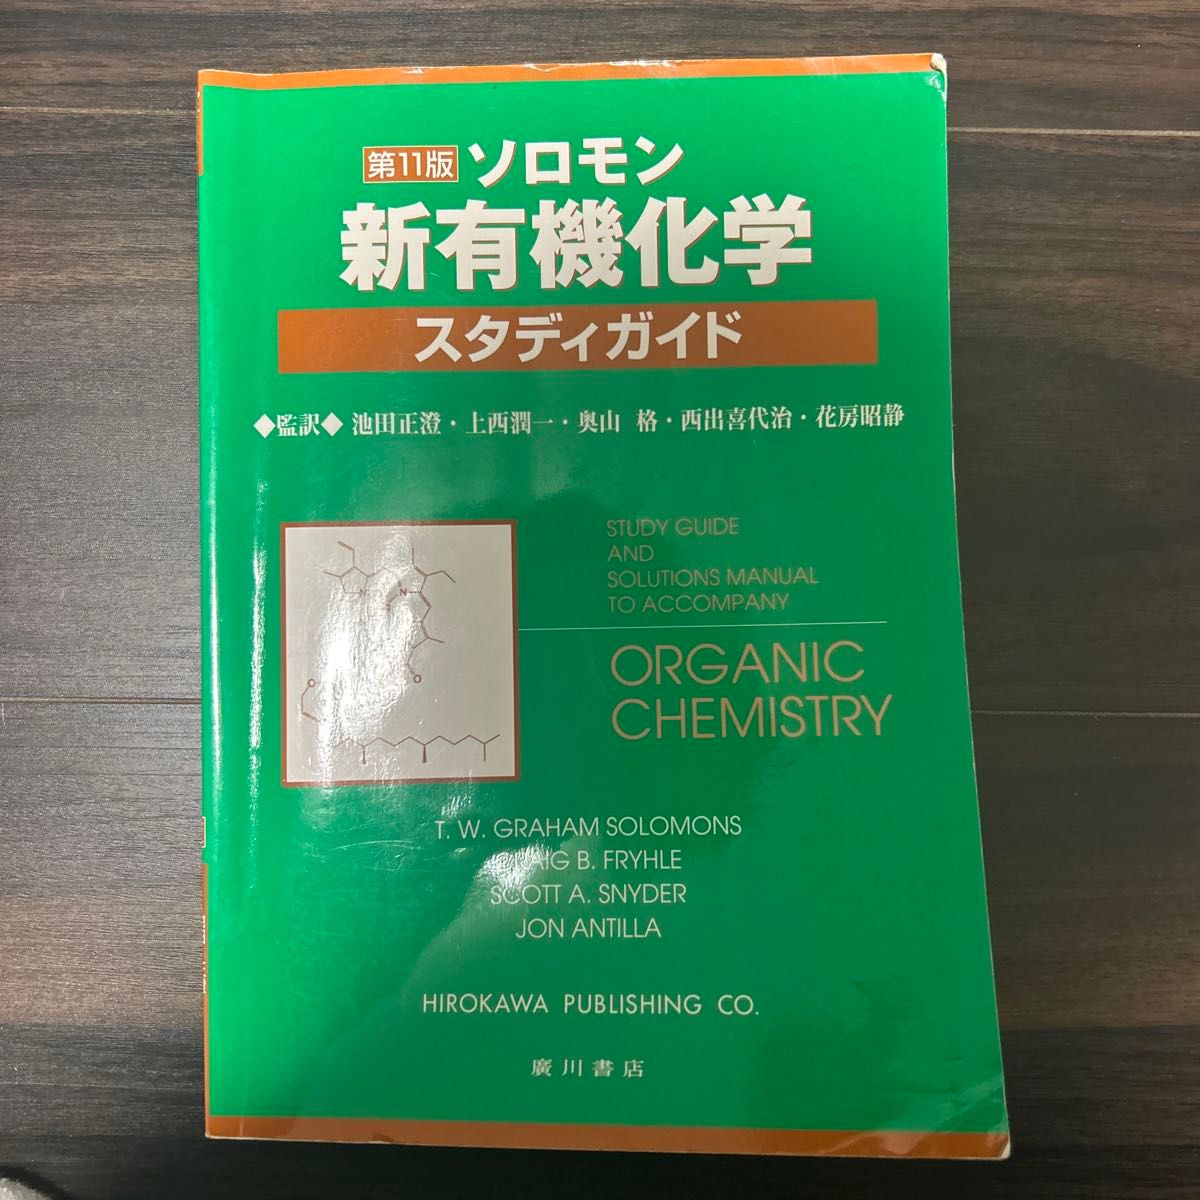 第11版 ソロモン
新有機化学
スタディガイド
◆監訳◆ 池田正澄・上西潤一・奥山 格・西出喜代治・花房昭静
STUDY GUIDE
AND
SOLUTIONS MANUAL
TO ACCOMPANY
ORGANIC
CHEMISTRY
N
N
O
O
T. W. GRAHAM SOLOMONS
B. FRYHLE
SCOTT A. SNYDER
JON ANTILLA
HIROKAWA PUBLISHING CO.
廣川書店